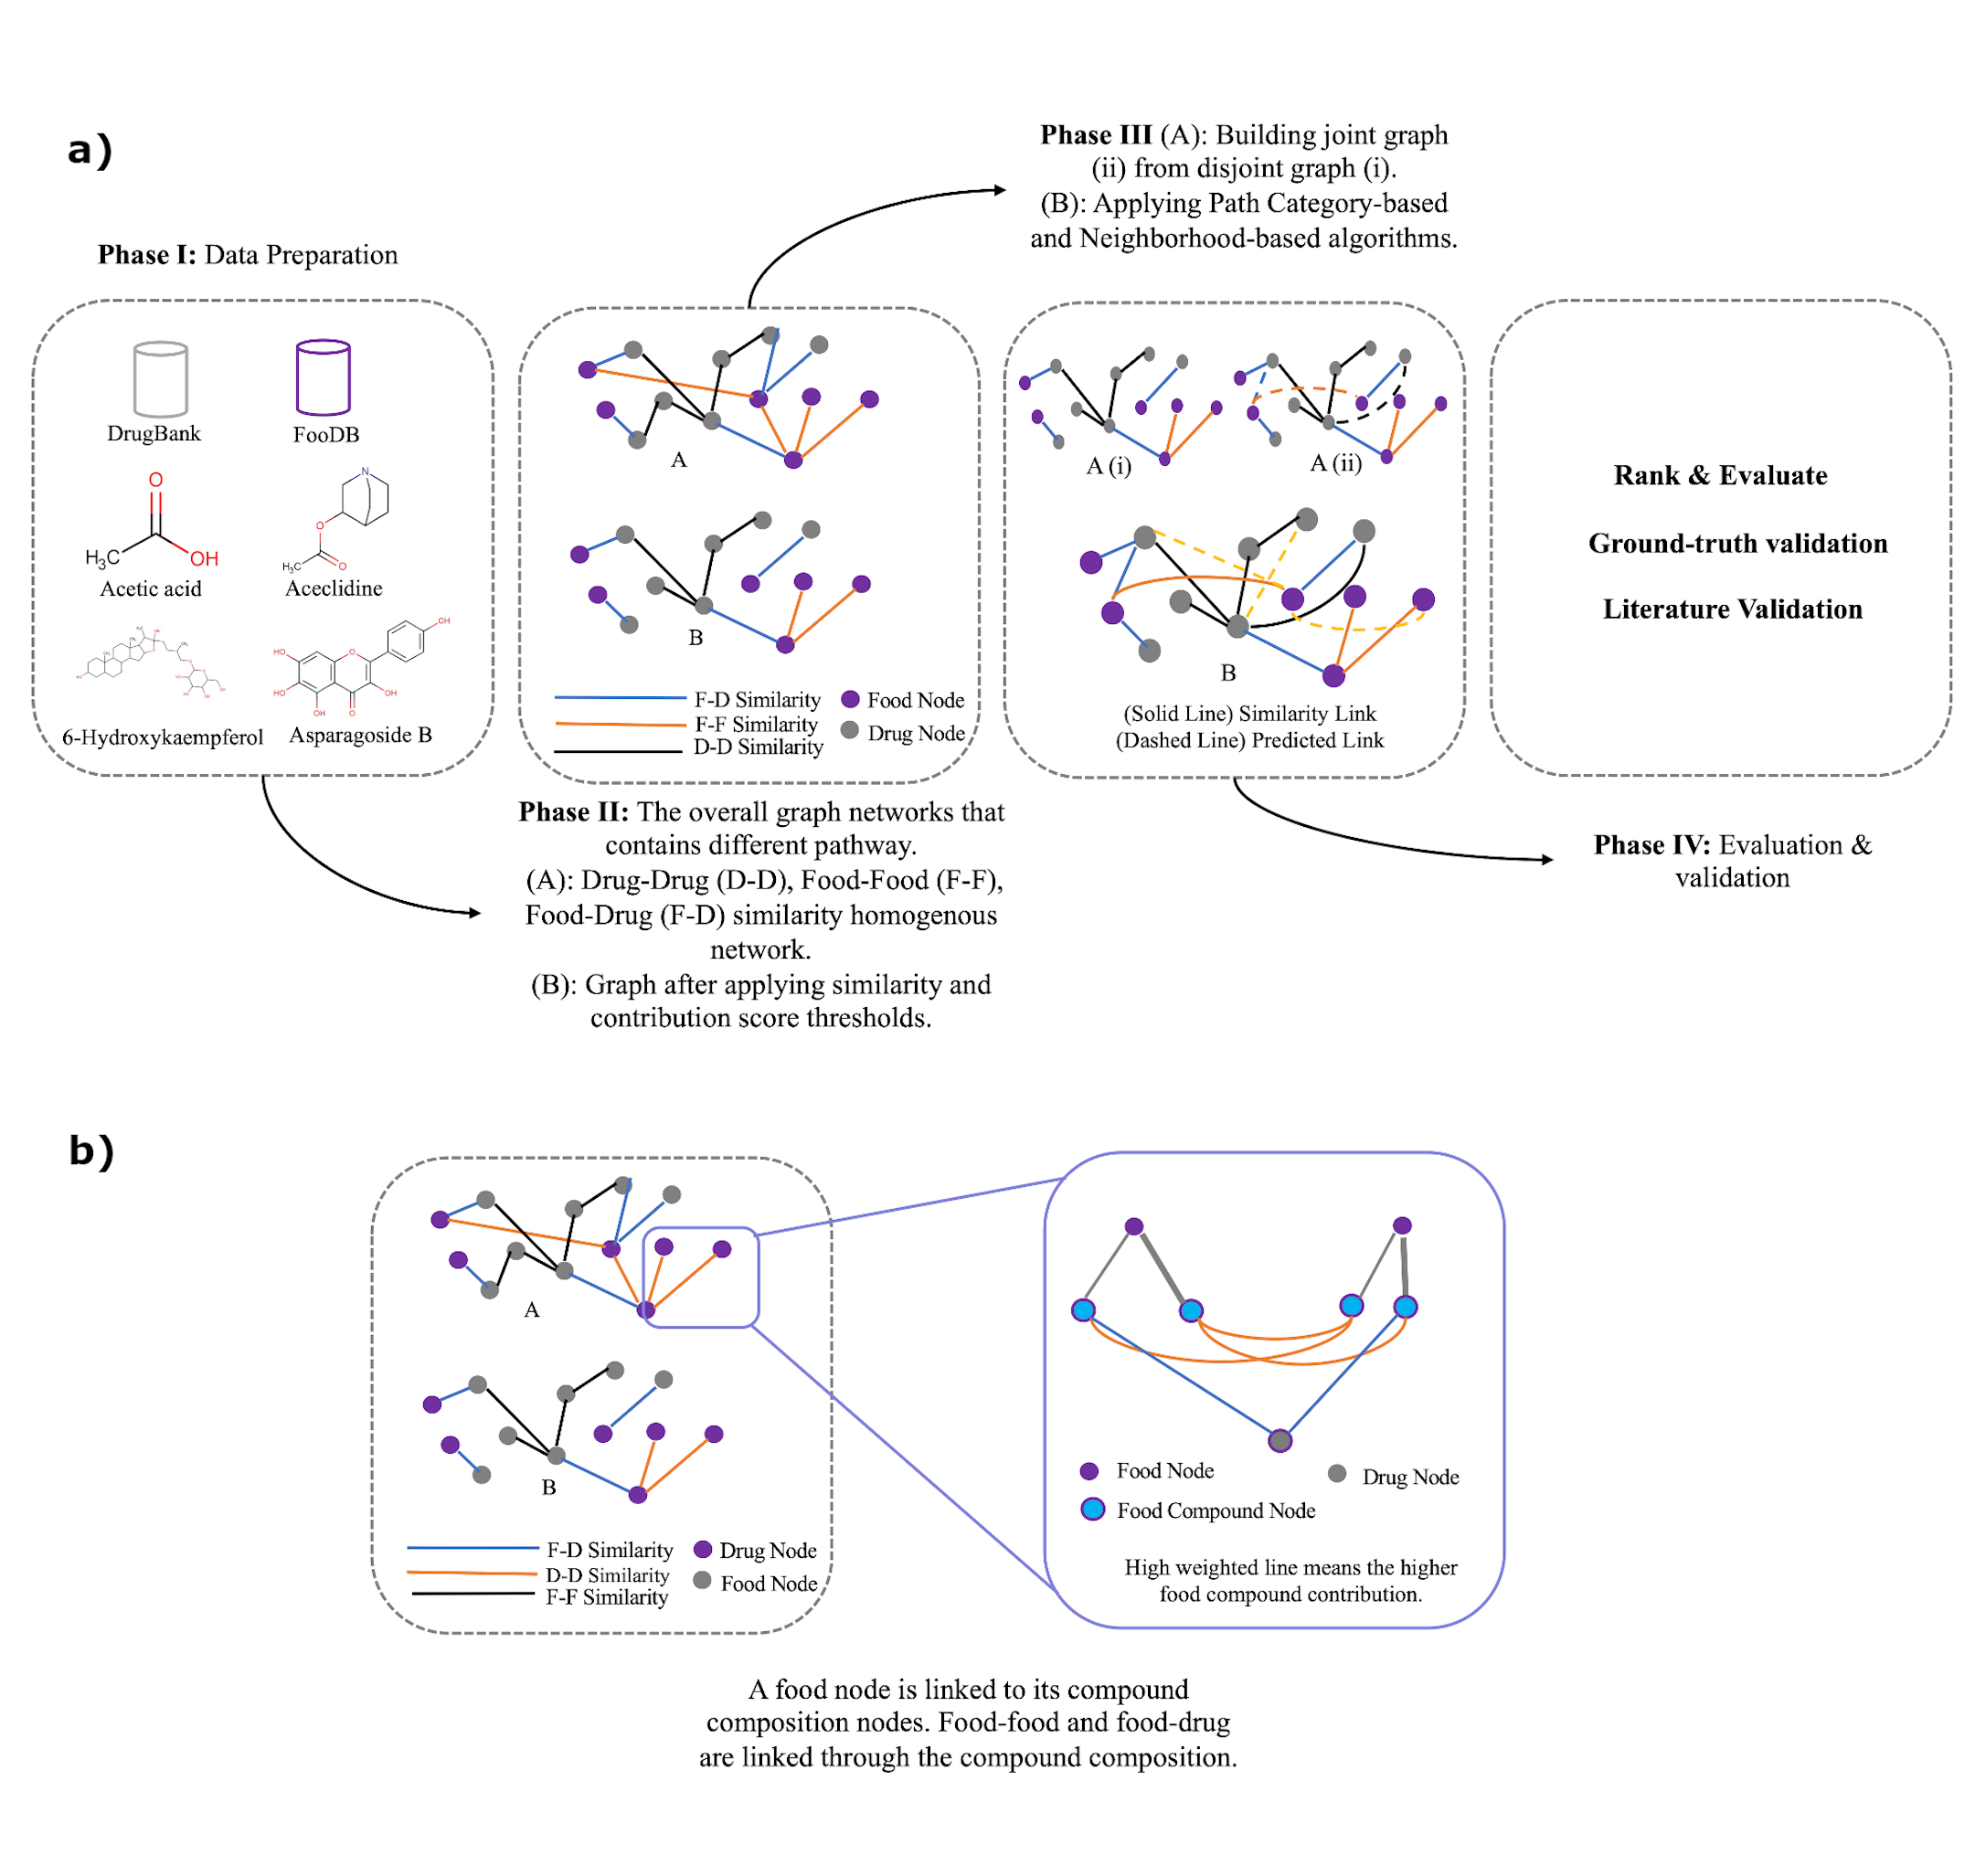 a)
Phase I: Data Preparation
DrugBank
FooDB
Acetic acid
Aceclidine
6-Hydroxykaempferol
Asparagoside B
O
H₃C
OH
N
O
H₃C
O
OH
HO
O
HO
OH
OH
O
A
B
F-D Similarity
F-F Similarity
D-D Similarity
Food Node
Drug Node
Phase II: The overall graph networks that
contains different pathway.
(A): Drug-Drug (D-D), Food-Food (F-F),
Food-Drug (F-D) similarity homogenous
network.
(B): Graph after applying similarity and
contribution score thresholds.
Phase III (A): Building joint graph
(ii) from disjoint graph (i).
(B): Applying Path Category-based
and Neighborhood-based algorithms.
A (i)
A (ii)
B
(Solid Line) Similarity Link
(Dashed Line) Predicted Link
Rank & Evaluate
Ground-truth validation
Literature Validation
Phase IV: Evaluation &
validation
b)
A
B
F-D Similarity
D-D Similarity
F-F Similarity
Drug Node
Food Node
Food Node
Drug Node
Food Compound Node
High weighted line means the higher
food compound contribution.
A food node is linked to its compound
composition nodes. Food-food and food-drug
are linked through the compound composition.